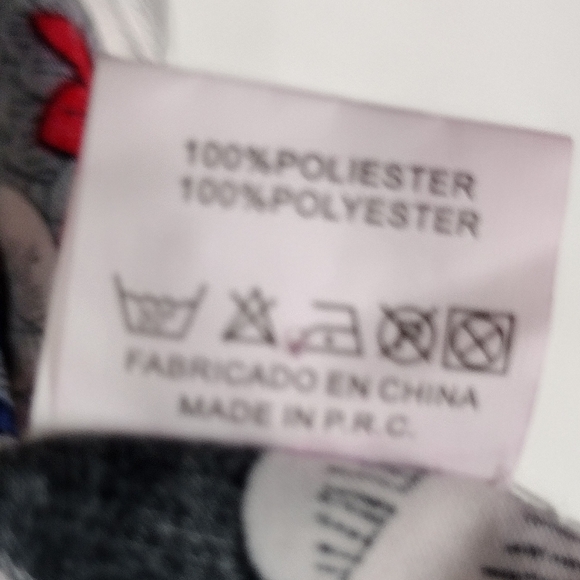 100%POLIESTER
100%POLYESTER
FABRICADO EN CHINA
MADE IN P.R.C.